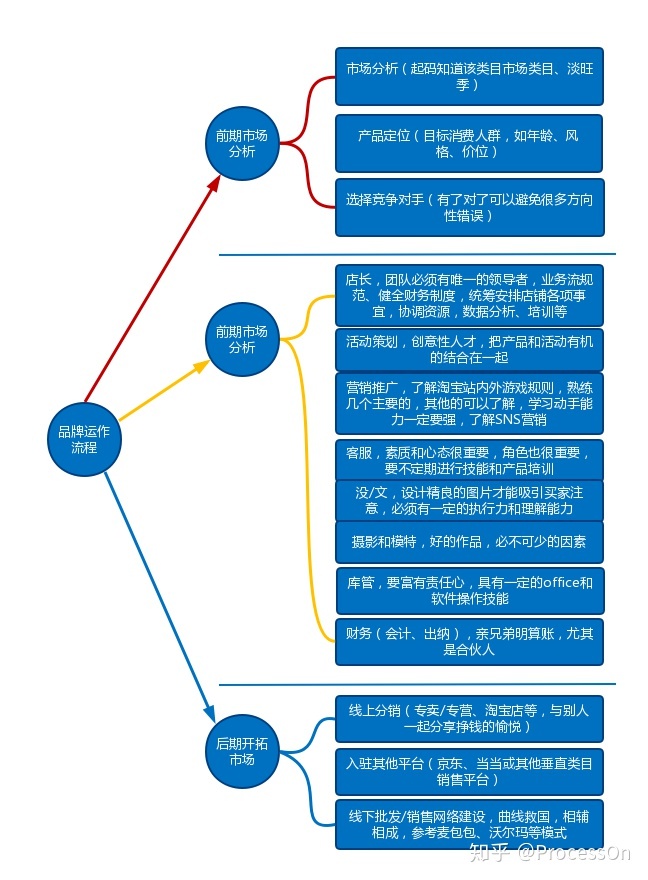 市场分析（起码知道该类目市场类目、淡旺
季）
前期市场
分析
产品定位（目标消费人群，如年龄、风
格、价位）
选择竞争对手（有了对了可以避免很多方向
性错误）
店长，团队必须有唯一的领导者，业务流规
范、健全财务制度，统筹安排店铺各项事
宜，协调资源，数据分析、培训等
前期市场
分析
活动策划，创意性人才，把产品和活动有机
的结合在一起
营销推广，了解淘宝站内外游戏规则，熟练
几个主要的，其他的可以了解，学习动手能
力一定要强，了解SNS营销
品牌运作
流程
客服，素质和心态很重要，角色也很重要，
要不定期进行技能和产品培训
没/文，设计精良的图片才能吸引买家注
意，必须有一定的执行力和理解能力
摄影和模特，好的作品，必不可少的因素
库管，要富有责任心，具有一定的office和
软件操作技能
财务（会计、出纳），亲兄弟明算账，尤其
是合伙人
线上分销（专卖/专营、淘宝店等，与别人
一起分享挣钱的愉悦）
后期开拓
市场
入驻其他平台（京东、当当或其他垂直类目
销售平台）
线下批发/销售网络建设，曲线救国，相辅
相成，参考麦包包、沃尔玛等模式
知乎 @ProcessOn